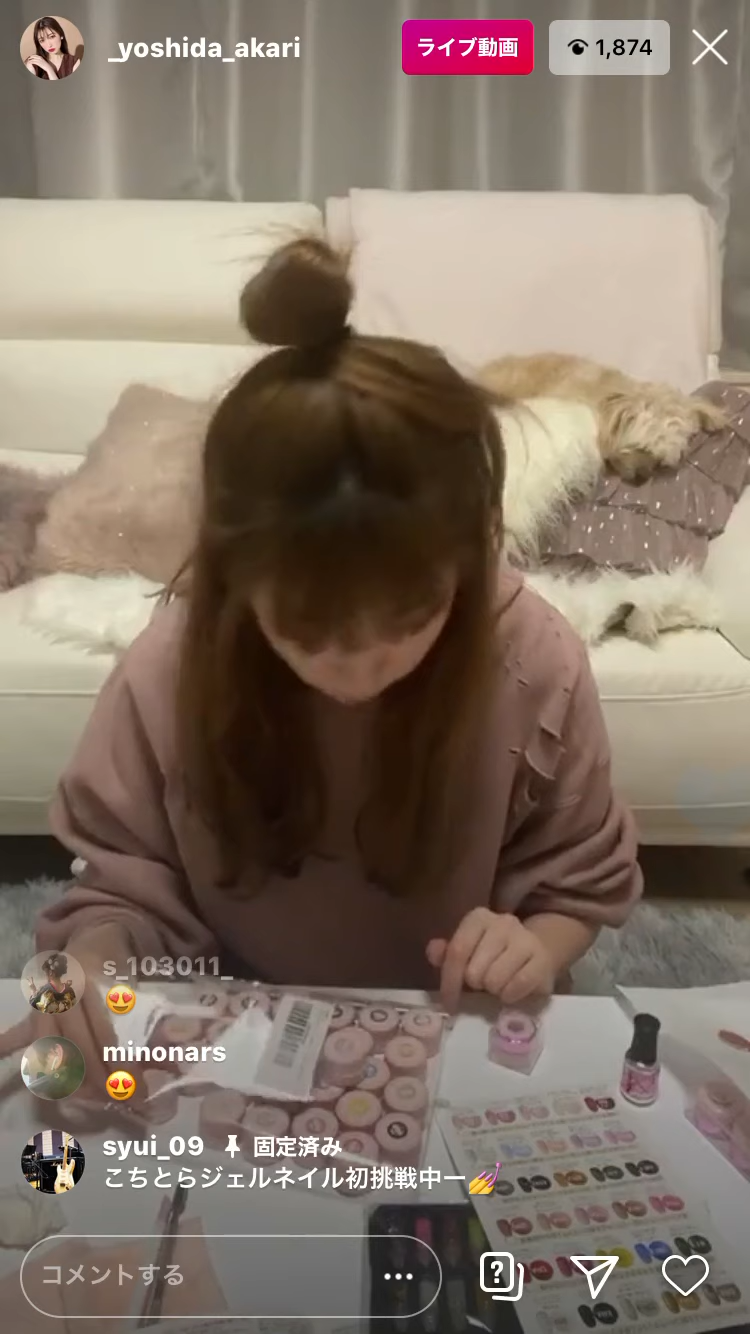 _yoshida_akari
ライブ動画
1,874
s_103011_
😍
minonars
😍
syui_09 固定済み
こちとらジェルネイル初挑戦中ー💅
コメントする